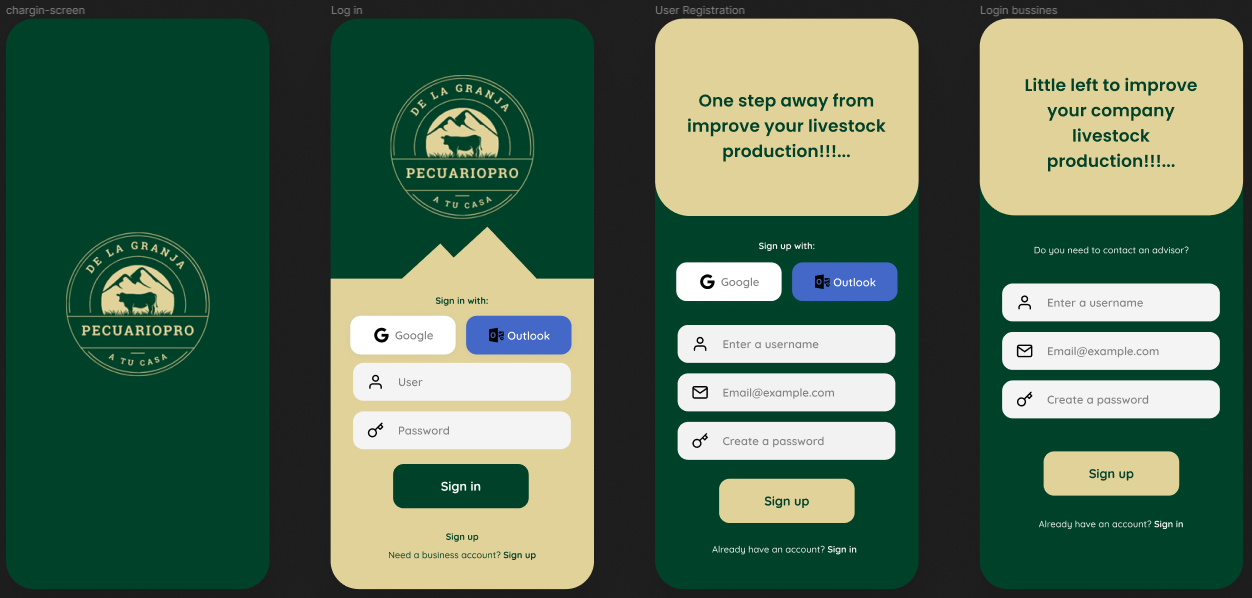 chargin-screen
DE LA GRANJA
PECUARIOPRO
A TU CASA
Log in
DE LA GRANJA
PECUARIOPRO
A TU CASA
Sign in with:
Google
Outlook
User
Password
Sign in
Sign up
Need a business account? Sign up
User Registration
One step away from
improve your livestock
production!!!...
Sign up with:
Google
Outlook
Enter a username
Email@example.com
Create a password
Sign up
Already have an account? Sign in
Login bussines
Little left to improve
your company
livestock
production!!!...
Do you need to contact an advisor?
Enter a username
Email@example.com
Create a password
Sign up
Already have an account? Sign in